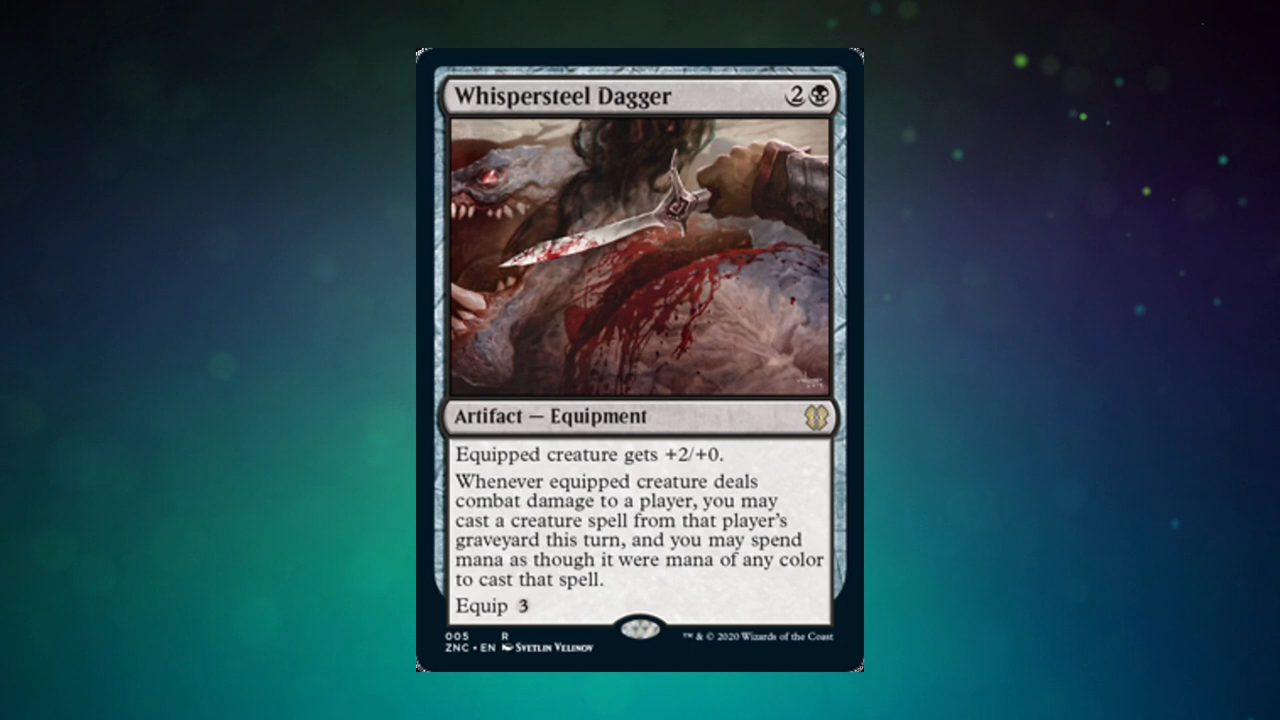 Whispersteel Dagger 2
Artifact — Equipment
Equipped creature gets +2/+0.
Whenever equipped creature deals
combat damage to a player, you may
cast a creature spell from that player's
graveyard this turn, and you may spend
mana as though it were mana of any color
to cast that spell.
Equip 3
005 R
ZNC • EN Svetlin Velinov
™ & © 2020 Wizards of the Coast